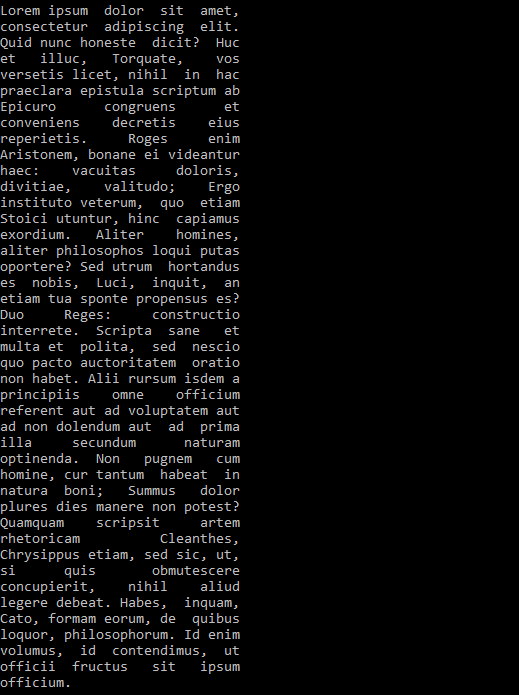 Lorem ipsum dolor sit amet,
consectetur adipiscing elit.
Quid nunc honeste dicit? Huc
et illuc, Torquate, vos
versetis licet, nihil in hac
praeclara epistula scriptum ab
Epicuro congruens et
conveniens decretis eius
reperietis. Roges enim
Aristonem, bonane ei videantur
haec: vacuitas doloris,
divitiae, valitudo; Ergo
instituto veterum, quo etiam
Stoici utuntur, hinc capiamus
exordium. Aliter homines,
aliter philosophos loqui putas
oportere? Sed utrum hortandus
es nobis, Luci, inquit, an
etiam tua sponte propensus es?
Duo Reges: constructio
interrete. Scripta sane et
multa et polita, sed nescio
quo pacto auctoritatem oratio
non habet. Alii rursum isdem a
principiis omne officium
referent aut ad voluptatem aut
ad non dolendum aut ad prima
illa secundum naturam
optinenda. Non pugnem cum
homine, cur tantum habeat in
natura boni; Summus dolor
plures dies manere non potest?
Quamquam scripsit artem
rhetoricam Cleanthes,
Chrysippus etiam, sed sic, ut,
si quis obmutescere
concupierit, nihil aliud
legere debeat. Habes, inquam,
Cato, formam eorum, de quibus
loquor, philosophorum. Id enim
volumus, id contendimus, ut
officii fructus sit ipsum
officium.